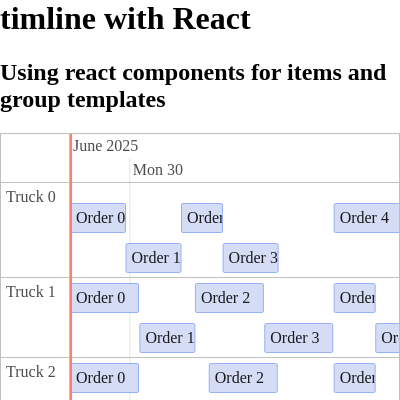 timline with React
Using react components for items and
group templates
June 2025
Mon 30
Truck 0
Order 0
Order
Order 4
Order 1
Order 3
Truck 1
Order 0
Order 2
Order
Order 1
Order 3
Or
Truck 2
Order 0
Order 2
Order